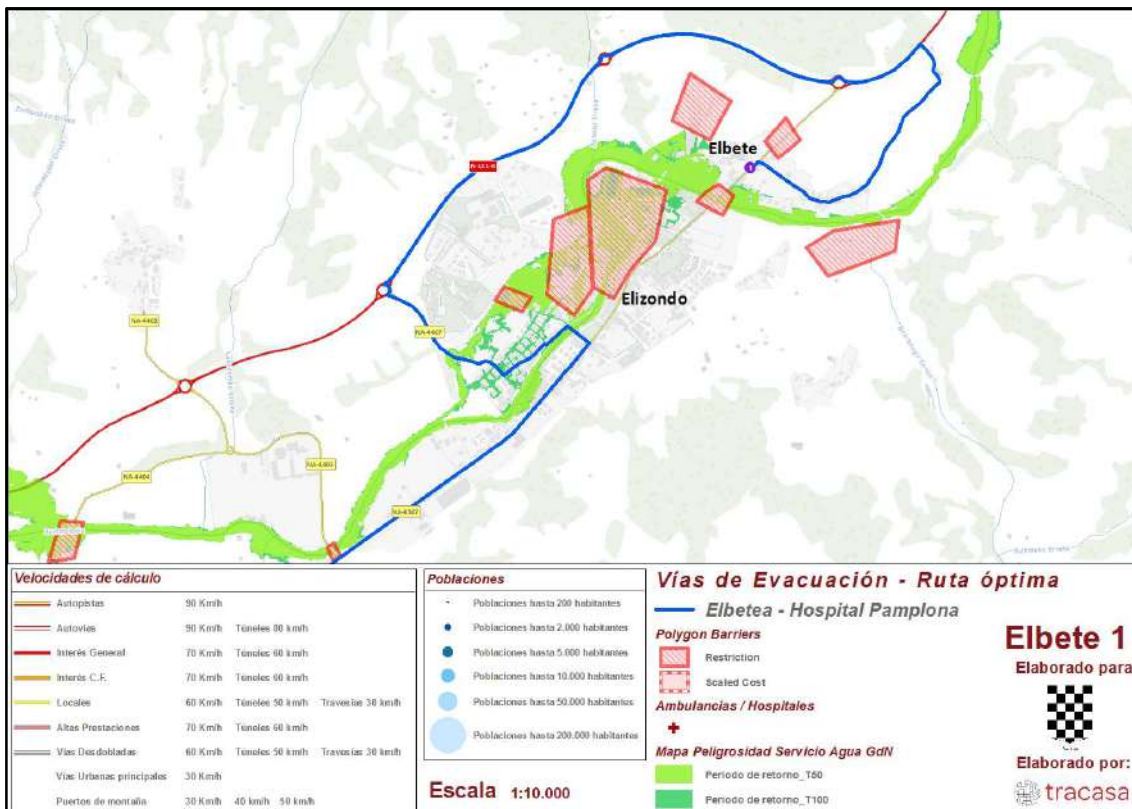 Elbete
1
Elizondo
NA-4407
NA-4404
Velocidades de cálculo
Autopistas 90 Km/h
Autovías 90 Km/h Túneles 80 km/h
Interés General 70 Km/h Túneles 60 km/h
Interés C.F. 70 Km/h Túneles 60 km/h
Locales 60 Km/h Túneles 50 km/h Travesías 30 km/h
Altas Prestaciones 70 Km/h Túneles 60 km/h
Vías Desdobladas 60 Km/h Túneles 50 km/h Travesías 30 km/h
Vías Urbanas principales 30 Km/h
Puertos de montaña 30 Km/h 40 km/h 50 km/h
Poblaciones
Poblaciones hasta 200 habitantes
Poblaciones hasta 2.000 habitantes
Poblaciones hasta 5.000 habitantes
Poblaciones hasta 10.000 habitantes
Poblaciones hasta 50.000 habitantes
Poblaciones hasta 200.000 habitantes
Escala 1:10.000
Vías de Evacuación - Ruta óptima
Elbetea - Hospital Pamplona
Polygon Barriers
Restriction
Scaled Cost
Ambulancias / Hospitales
Mapa Peligrosidad Servicio Agua GdN
Periodo de retorno_T50
Periodo de retorno_T100
Elbete 1
Elaborado para
Elaborado por:
tracasa